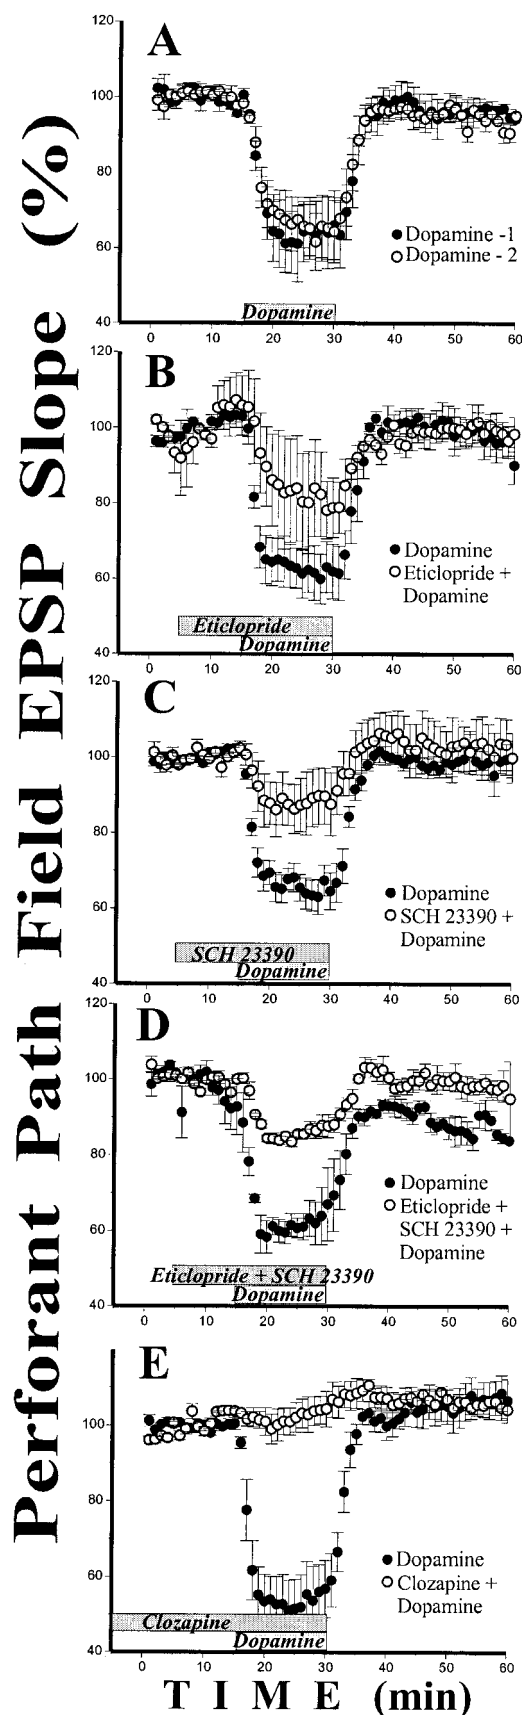 Perforant Path Field EPSP Slope (%)
A
120
100
80
60
40
Dopamine -1
Dopamine - 2
Dopamine
0 10 20 30 40 50 60
B
120
100
80
60
40
Dopamine
Eticlopride +
Dopamine
Eticlopride
Dopamine
0 10 20 30 40 50 60
C
120
100
80
60
40
Dopamine
SCH 23390 +
Dopamine
SCH 23390
Dopamine
0 10 20 30 40 50 60
D
120
100
80
60
40
Dopamine
Eticlopride +
SCH 23390 +
Dopamine
Eticlopride + SCH 23390
Dopamine
0 10 20 30 40 50 60
E
100
80
60
40
Dopamine
Clozapine +
Dopamine
Clozapine
Dopamine
0 10 20 30 40 50 60
TIME (min)